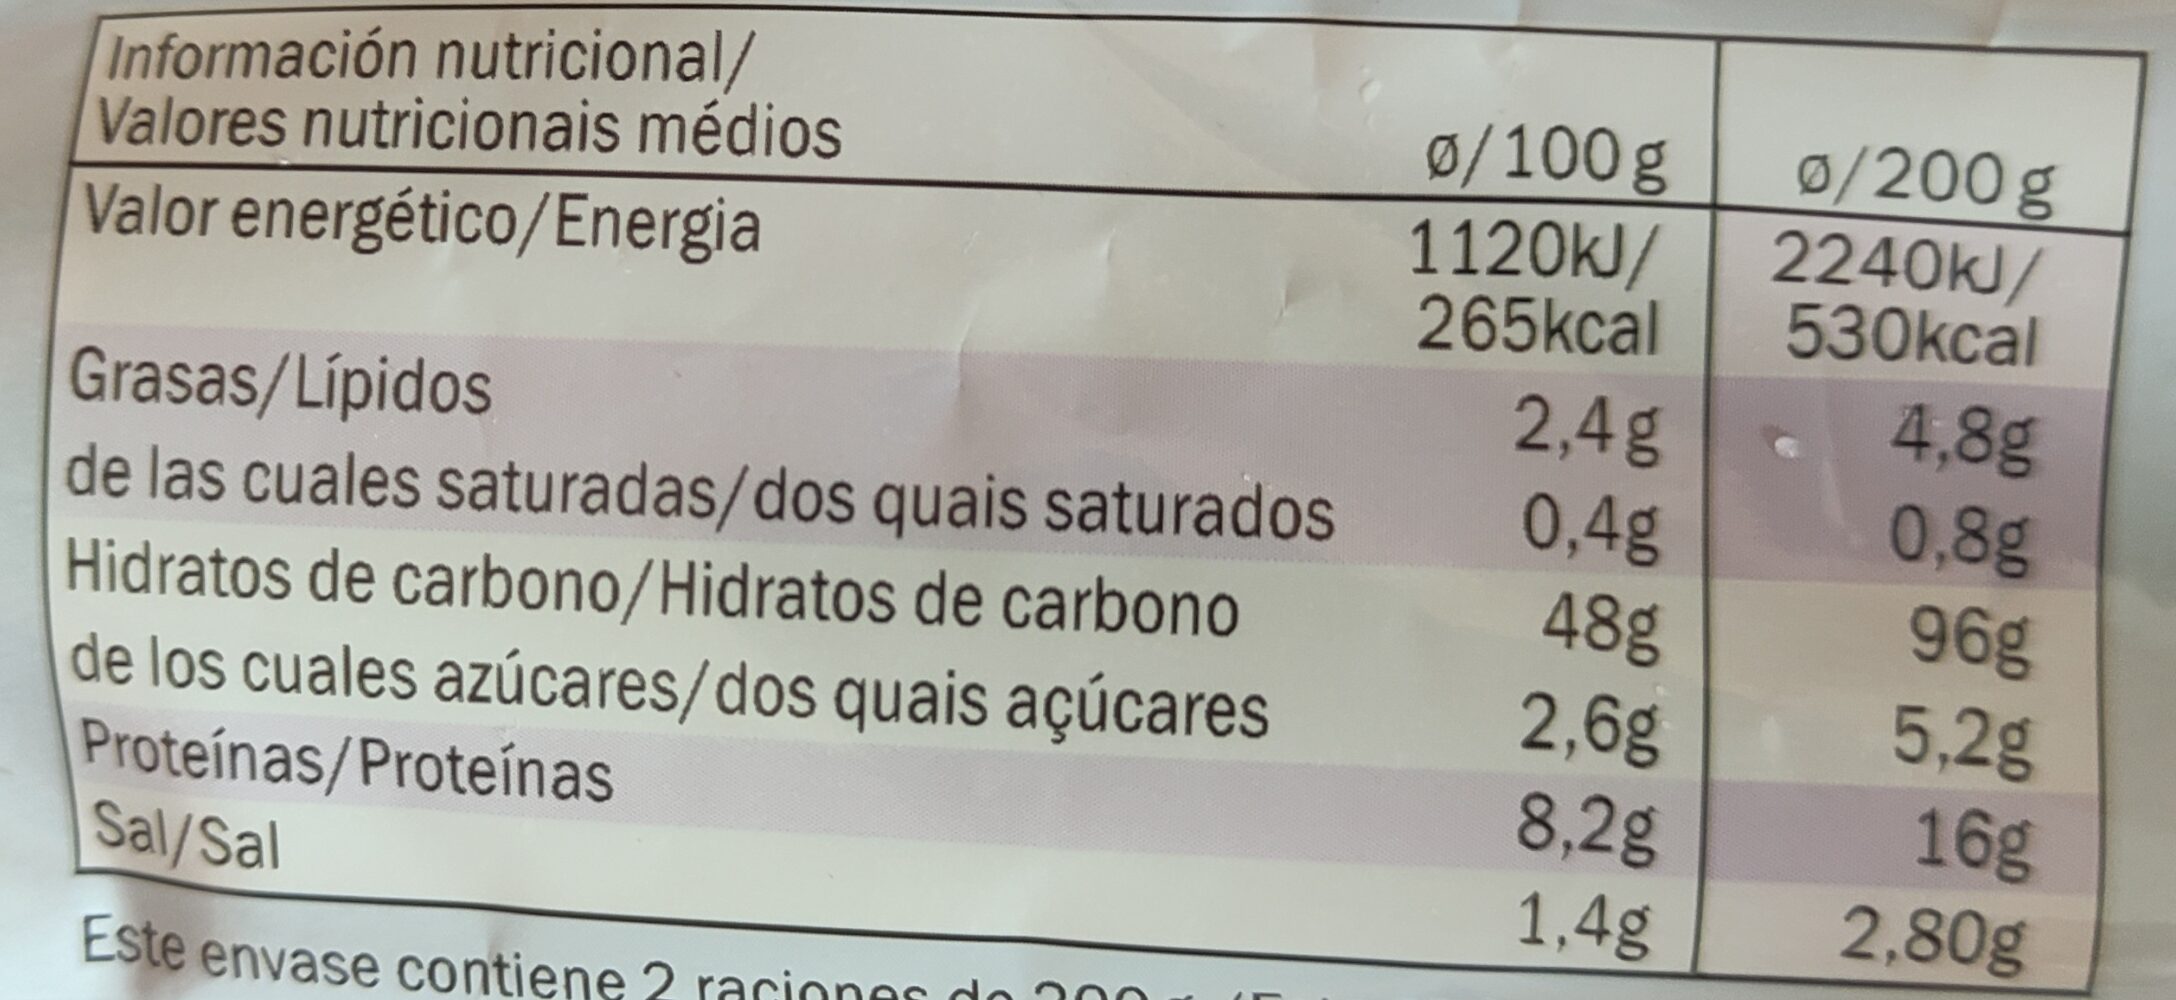 Información nutricional/
Valores nutricionais médios ø/100g ø/200g
Valor energético/Energia 1120kJ/ 2240kJ/
265kcal 530kcal
Grasas/Lípidos 2,4g 4,8g
de las cuales saturadas/dos quais saturados 0,4g 0,8g
Hidratos de carbono/Hidratos de carbono 48g 96g
de los cuales azúcares/dos quais açúcares 2,6g 5,2g
Proteínas/Proteínas 8,2g 16g
Sal/Sal 1,4g 2,80g
Este envase contiene 2 raciones de 200